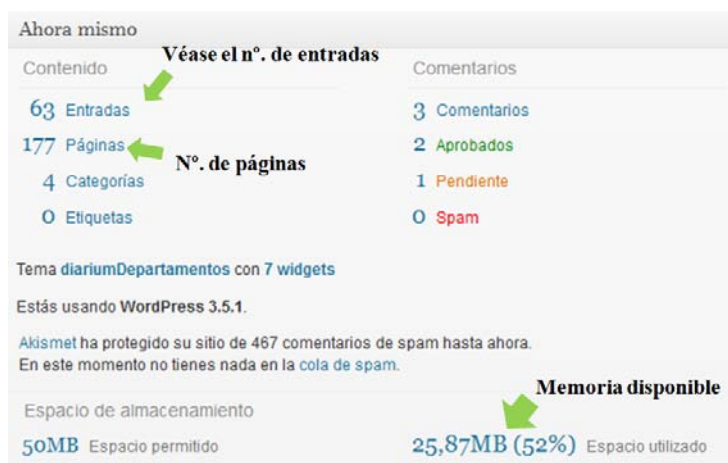 Ahora mismo
Véase el nº. de entradas
Contenido
Comentarios
63 Entradas
3 Comentarios
177 Páginas
2 Aprobados
Nº. de páginas
4 Categorías
1 Pendiente
0 Etiquetas
0 Spam
Tema diariumDepartamentos con 7 widgets
Estás usando WordPress 3.5.1.
Akismet ha protegido su sitio de 467 comentarios de spam hasta ahora.
En este momento no tienes nada en la cola de spam.
Memoria disponible
Espacio de almacenamiento
50MB Espacio permitido
25,87MB (52%) Espacio utilizado